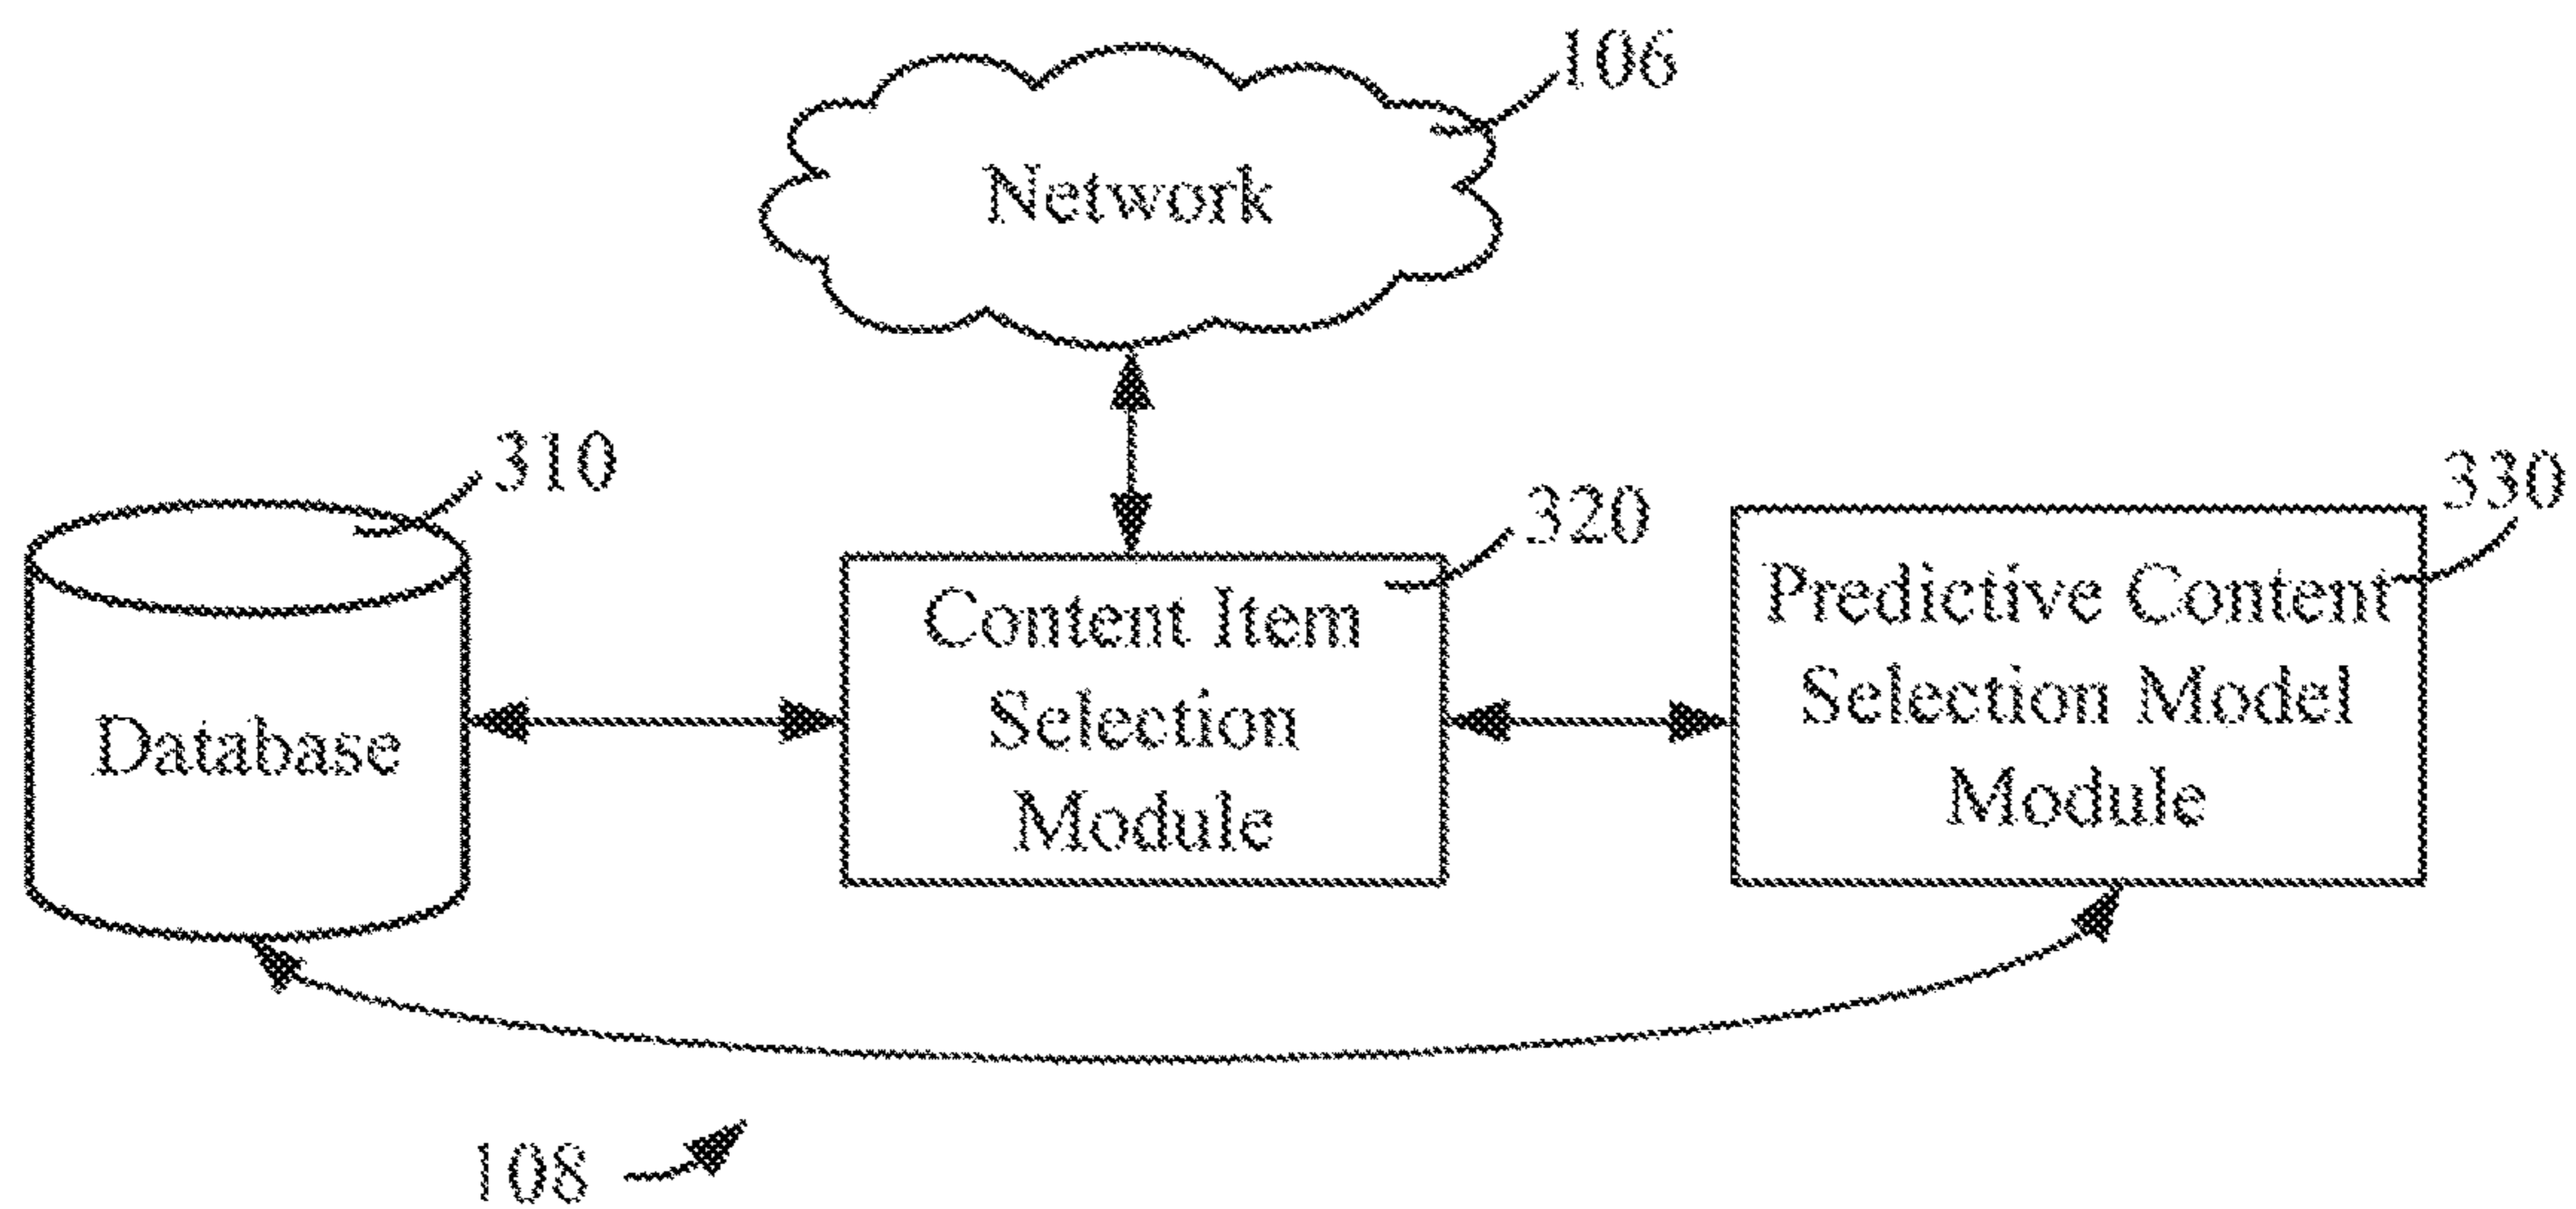 106
Network
310
320
330
Database
Content Item
Selection
Module
Predictive Content
Selection Model
Module
108